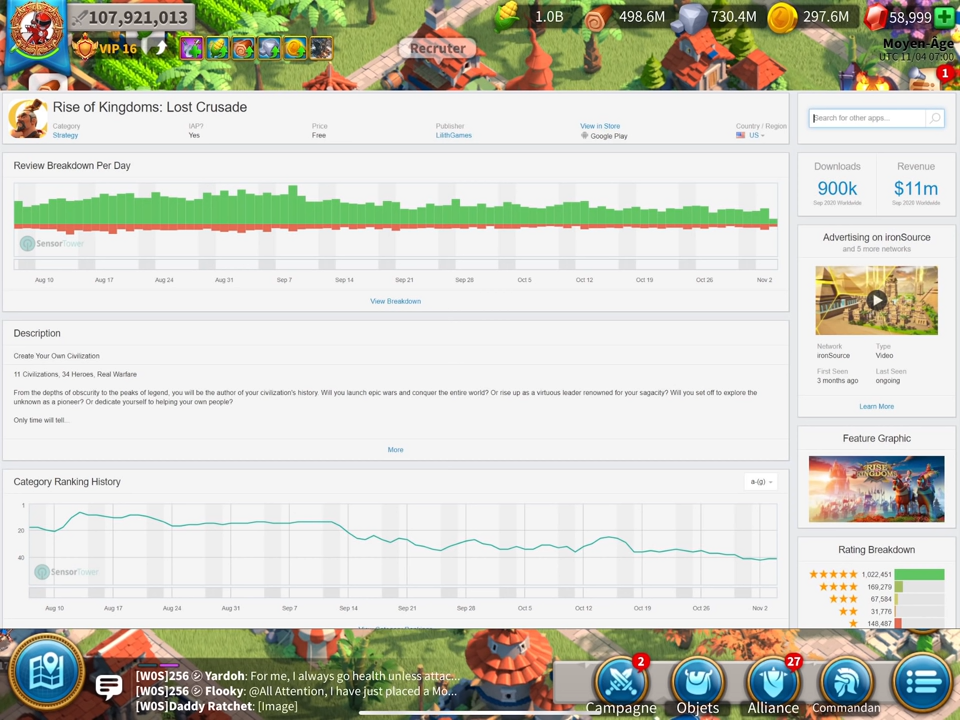 107,921,013
1.0B
498.6M
730.4M
297.6M
58,999
VIP 16
Recruter
Moyen-Âge
UTC 11/04 07:00
1
Rise of Kingdoms: Lost Crusade
Category
IAP?
Price
Publisher
View in Store
Country / Region
Strategy
Yes
Free
LilithGames
Google Play
US
Search for other apps...
Review Breakdown Per Day
SensorTower
Aug 10 Aug 17 Aug 24 Aug 31 Sep 7 Sep 14 Sep 21 Sep 28 Oct 5 Oct 12 Oct 19 Oct 26 Nov 2
View Breakdown
Downloads
Revenue
900k
$11m
Sep 2020 Worldwide
Sep 2020 Worldwide
Advertising on ironSource
and 5 more networks
Network
Type
ironSource
Video
First Seen
Last Seen
3 months ago
ongoing
Learn More
Description
Create Your Own Civilization
11 Civilizations, 34 Heroes, Real Warfare
From the depths of obscurity to the peaks of legend, you will be the author of your civilization's history. Will you launch epic wars and conquer the entire world? Or rise up as a virtuous leader renowned for your sagacity? Will you set off to explore the
unknown as a pioneer? Or dedicate yourself to helping your own people?
Only time will tell...
More
Feature Graphic
RISE OF
KINGDOMS
Category Ranking History
a-(g)
1
20
40
SensorTower
Aug 10 Aug 17 Aug 24 Aug 31 Sep 7 Sep 14 Sep 21 Sep 28 Oct 5 Oct 12 Oct 19 Oct 26 Nov 2
Rating Breakdown
1,022,451
169,279
67,584
31,776
148,487
[W0S]256 Yardoh: For me, I always go health unless attac...
[W0S]256 Flooky: @All Attention, I have just placed a Mo...
[W0S]Daddy Ratchet: [Image]
2
27
Campagne
Objets
Alliance
Commandan